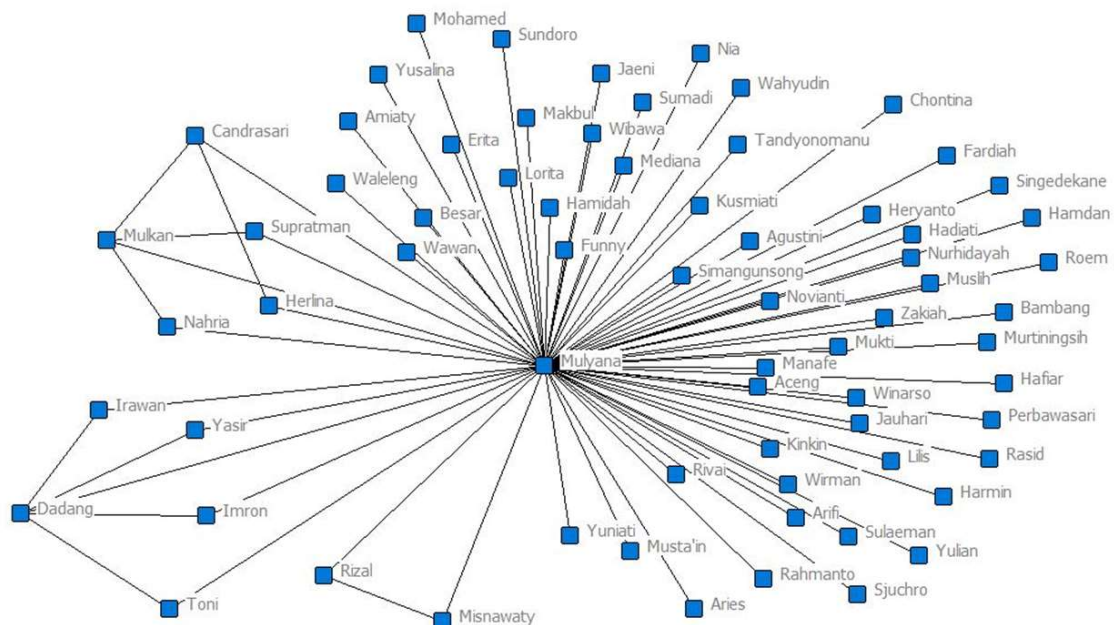 Mohamed
Sundoro
Nia
Yusalina
Jaeni
Wahyudin
Sumadi
Chontina
Makbul
Amiaty
Wibawa
Candrasari
Erita
Tandyonomanu
Fardiah
Mediana
Lorita
Waleleng
Singedekane
Kusmiati
Hamidah
Heryanto
Hamdan
Besar
Supratman
Hadiati
Mulkan
Agustini
Funny
Wawan
Nurhidayah
Roem
Simangunsong
Muslih
Novianti
Herlina
Bambang
Zakiah
Nahria
Murtiningsih
Mukti
Mulyana
Manafe
Hafiar
Aceng
Winarso
Irawan
Perbawasari
Jauhari
Yasir
Kinkin
Rasid
Lilis
Rivai
Wirman
Harmin
Dadang
Imron
Arifi
Sulaeman
Yuniati
Musta'in
Yulian
Rizal
Rahmanto
Sjuchro
Toni
Aries
Misnawaty